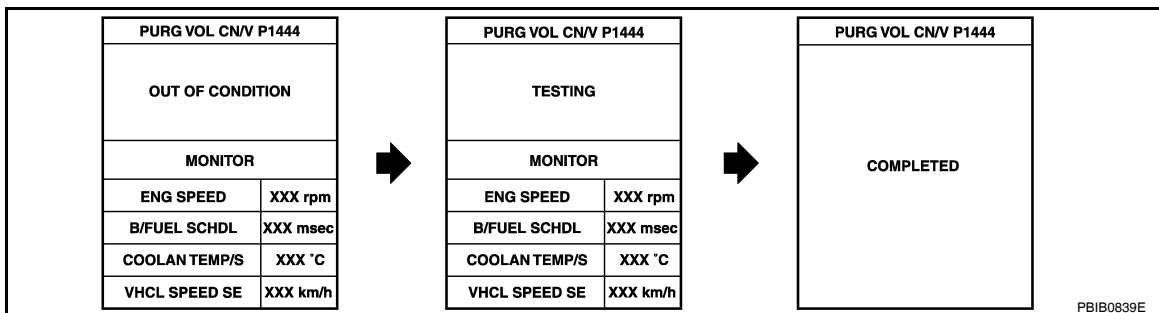 PURG VOL CN/V P1444
OUT OF CONDITION
MONITOR
ENG SPEED XXX rpm
B/FUEL SCHDL XXX msec
COOLAN TEMP/S XXX °C
VHCL SPEED SE XXX km/h
PURG VOL CN/V P1444
TESTING
MONITOR
ENG SPEED XXX rpm
B/FUEL SCHDL XXX msec
COOLAN TEMP/S XXX °C
VHCL SPEED SE XXX km/h
PURG VOL CN/V P1444
COMPLETED
PBIB0839E